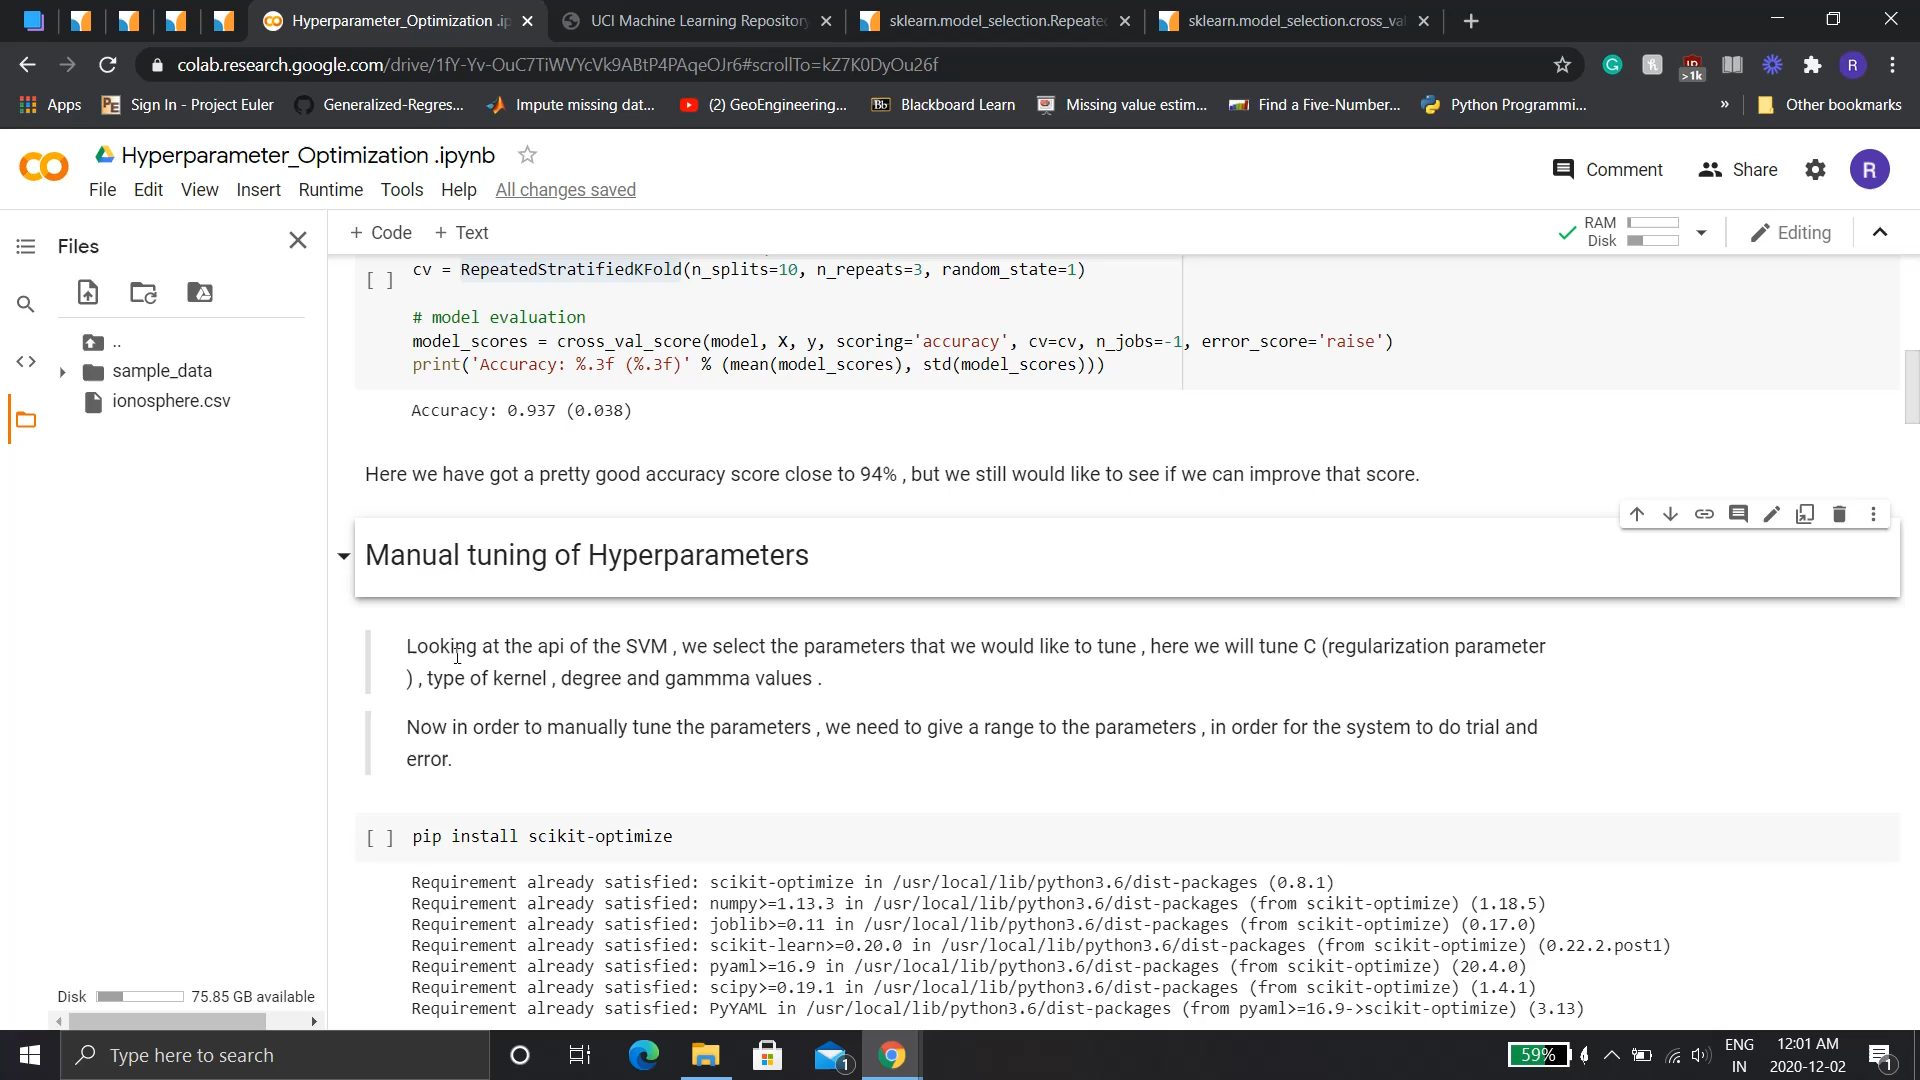 Hyperparameter_Optimization .ip
UCI Machine Learning Repository
sklearn.model_selection.Repeate
sklearn.model_selection.cross_va
colab.research.google.com/drive/1fY-Yv-OuC7TiWVYcVk9ABtP4PAqeOJr6#scrollTo=kZ7K0DyOu26f
>1k
R
Apps
PE
Sign In - Project Euler
Generalized-Regres...
Impute missing dat...
(2) GeoEngineering...
Bb
Blackboard Learn
Missing value estim...
Find a Five-Number...
Python Programmi...
»
Other bookmarks
Hyperparameter_Optimization .ipynb
Comment
Share
R
File Edit View Insert Runtime Tools Help All changes saved
Files
+ Code + Text
RAM
Disk
Editing
..
sample_data
ionosphere.csv
cv = RepeatedStratifiedKFold(n_splits=10, n_repeats=3, random_state=1)
[ ]
# model evaluation
model_scores = cross_val_score(model, X, y, scoring='accuracy', cv=cv, n_jobs=-1, error_score='raise')
print('Accuracy: %.3f (%.3f)' % (mean(model_scores), std(model_scores)))
Accuracy: 0.937 (0.038)
Here we have got a pretty good accuracy score close to 94% , but we still would like to see if we can improve that score.
Manual tuning of Hyperparameters
Looking at the api of the SVM , we select the parameters that we would like to tune , here we will tune C (regularization parameter
) , type of kernel , degree and gammma values .
Now in order to manually tune the parameters , we need to give a range to the parameters , in order for the system to do trial and
error.
[ ] pip install scikit-optimize
Requirement already satisfied: scikit-optimize in /usr/local/lib/python3.6/dist-packages (0.8.1)
Requirement already satisfied: numpy>=1.13.3 in /usr/local/lib/python3.6/dist-packages (from scikit-optimize) (1.18.5)
Requirement already satisfied: joblib>=0.11 in /usr/local/lib/python3.6/dist-packages (from scikit-optimize) (0.17.0)
Requirement already satisfied: scikit-learn>=0.20.0 in /usr/local/lib/python3.6/dist-packages (from scikit-optimize) (0.22.2.post1)
Requirement already satisfied: pyaml>=16.9 in /usr/local/lib/python3.6/dist-packages (from scikit-optimize) (20.4.0)
Requirement already satisfied: scipy>=0.19.1 in /usr/local/lib/python3.6/dist-packages (from scikit-optimize) (1.4.1)
Requirement already satisfied: PyYAML in /usr/local/lib/python3.6/dist-packages (from pyaml>=16.9->scikit-optimize) (3.13)
Disk
75.85 GB available
Type here to search
1
59%
ENG
IN
12:01 AM
2020-12-02
1